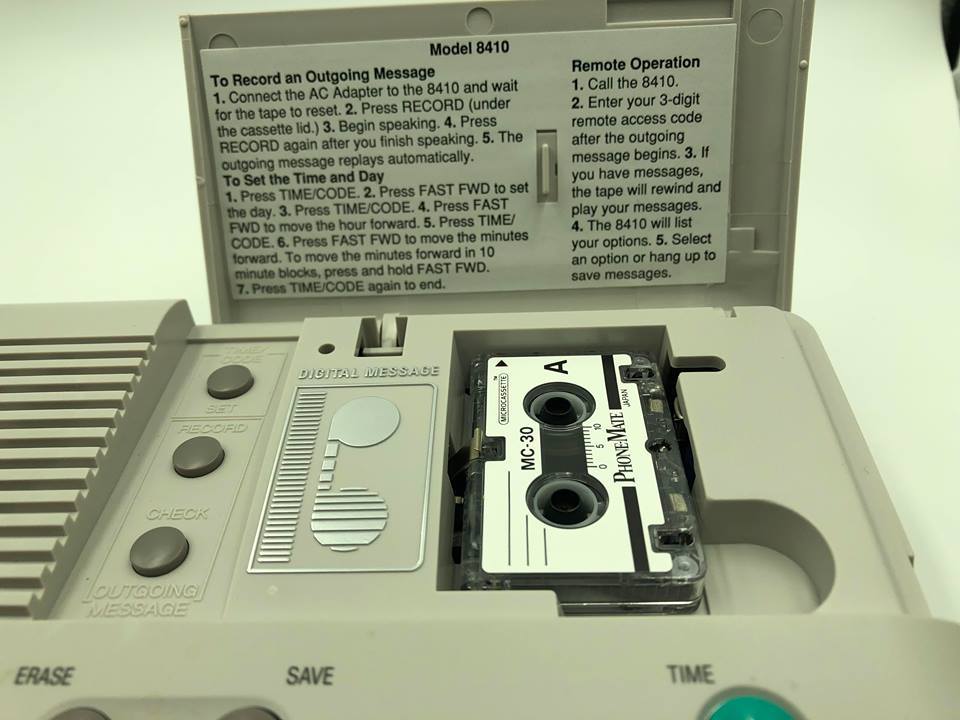 Model 8410
To Record an Outgoing Message
1. Connect the AC Adapter to the 8410 and wait
for the tape to reset. 2. Press RECORD (under
the cassette lid.) 3. Begin speaking. 4. Press
RECORD again after you finish speaking. 5. The
outgoing message replays automatically.
To Set the Time and Day
1. Press TIME/CODE. 2. Press FAST FWD to set
the day. 3. Press TIME/CODE. 4. Press FAST
FWD to move the hour forward. 5. Press TIME/
CODE. 6. Press FAST FWD to move the minutes
forward. To move the minutes forward in 10
minute blocks, press and hold FAST FWD.
7. Press TIME/CODE again to end.
Remote Operation
1. Call the 8410.
2. Enter your 3-digit
remote access code
after the outgoing
message begins. 3. If
you have messages,
the tape will rewind and
play your messages.
4. The 8410 will list
your options. 5. Select
an option or hang up to
save messages.
TIME/
CODE
SET
RECORD
CHECK
[OUTGOING]
MESSAGE
DIGITAL MESSAGE
A
MICROCASSETTE™
MC-30
0 5 10
PHONEMATE
JAPAN
ERASE
SAVE
TIME